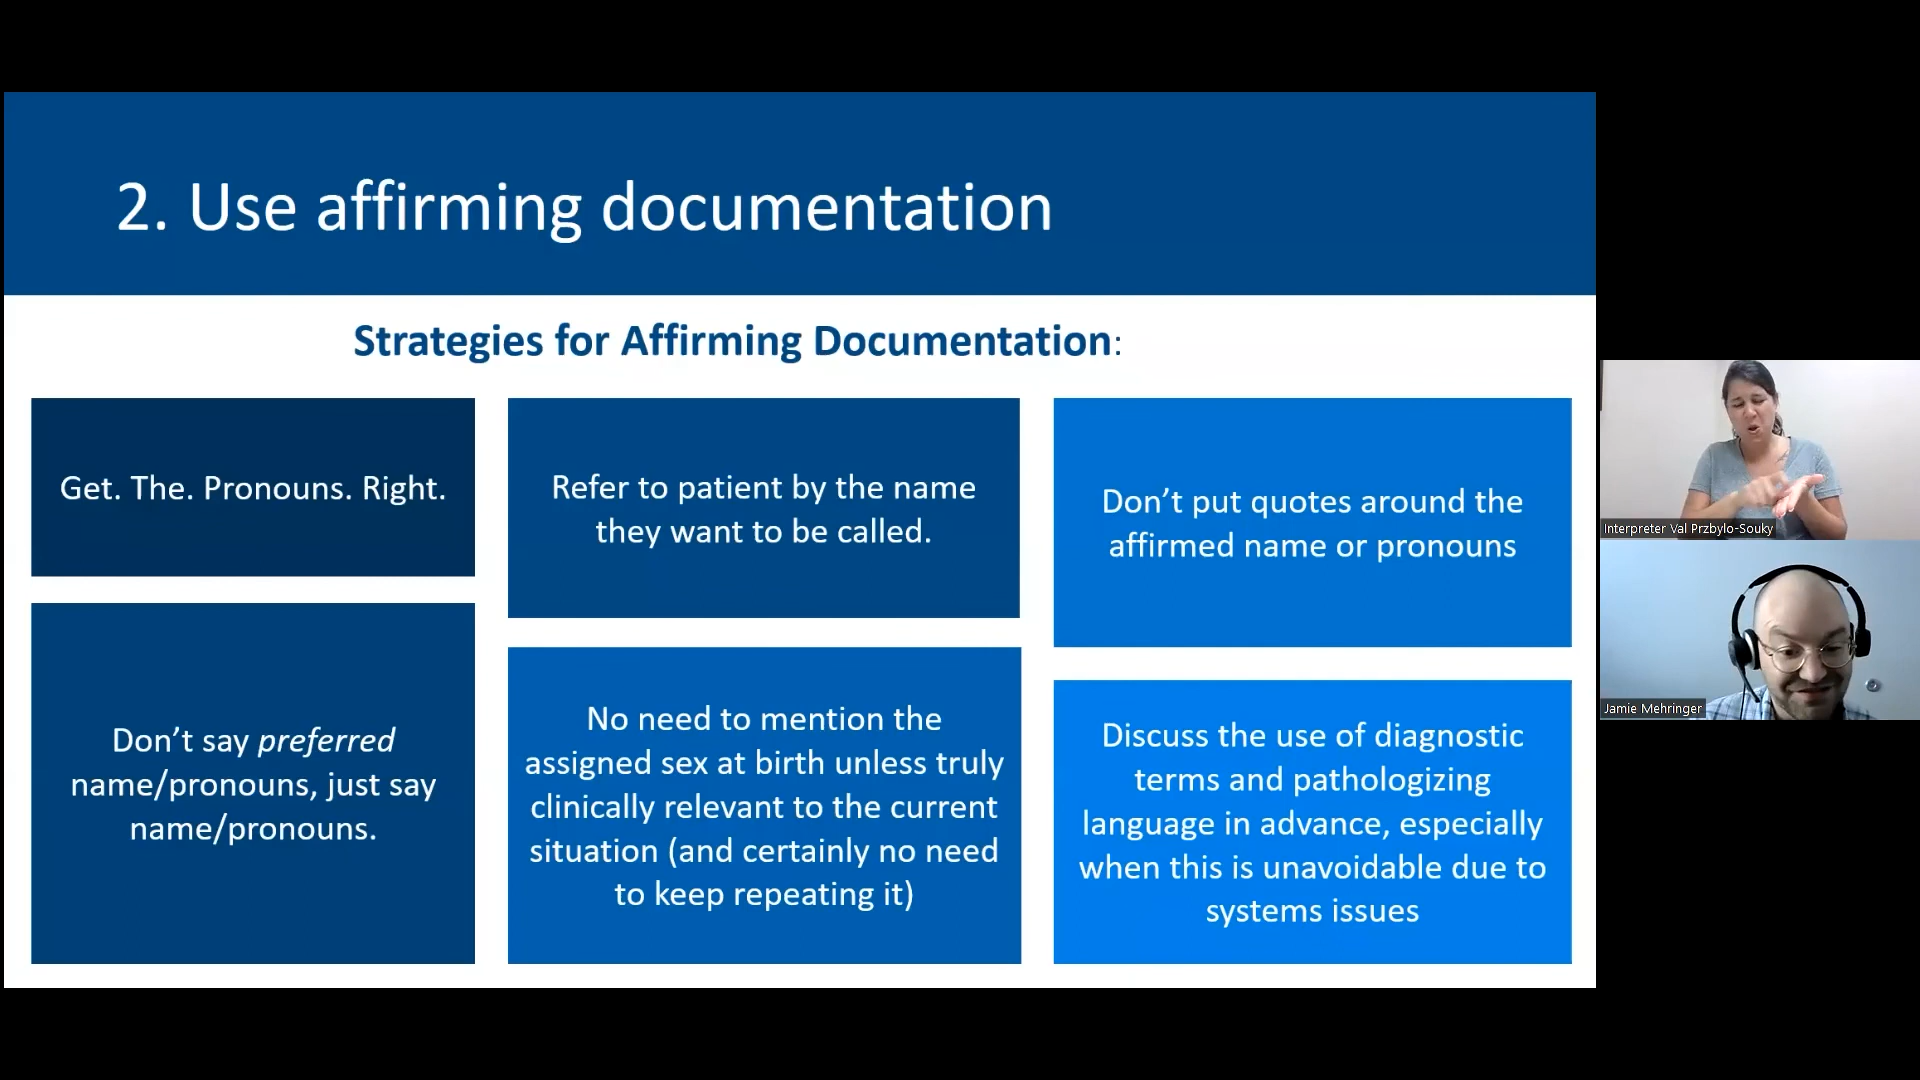 2. Use affirming documentation
Strategies for Affirming Documentation:
Get. The. Pronouns. Right.
Don’t say preferred
name/pronouns, just say
name/pronouns.
Refer to patient by the name
they want to be called.
No need to mention the
assigned sex at birth unless truly
clinically relevant to the current
situation (and certainly no need
to keep repeating it)
Don’t put quotes around the
affirmed name or pronouns
Discuss the use of diagnostic
terms and pathologizing
language in advance, especially
when this is unavoidable due to
systems issues
Interpreter Val Przbylo-Souky
Jamie Mehringer